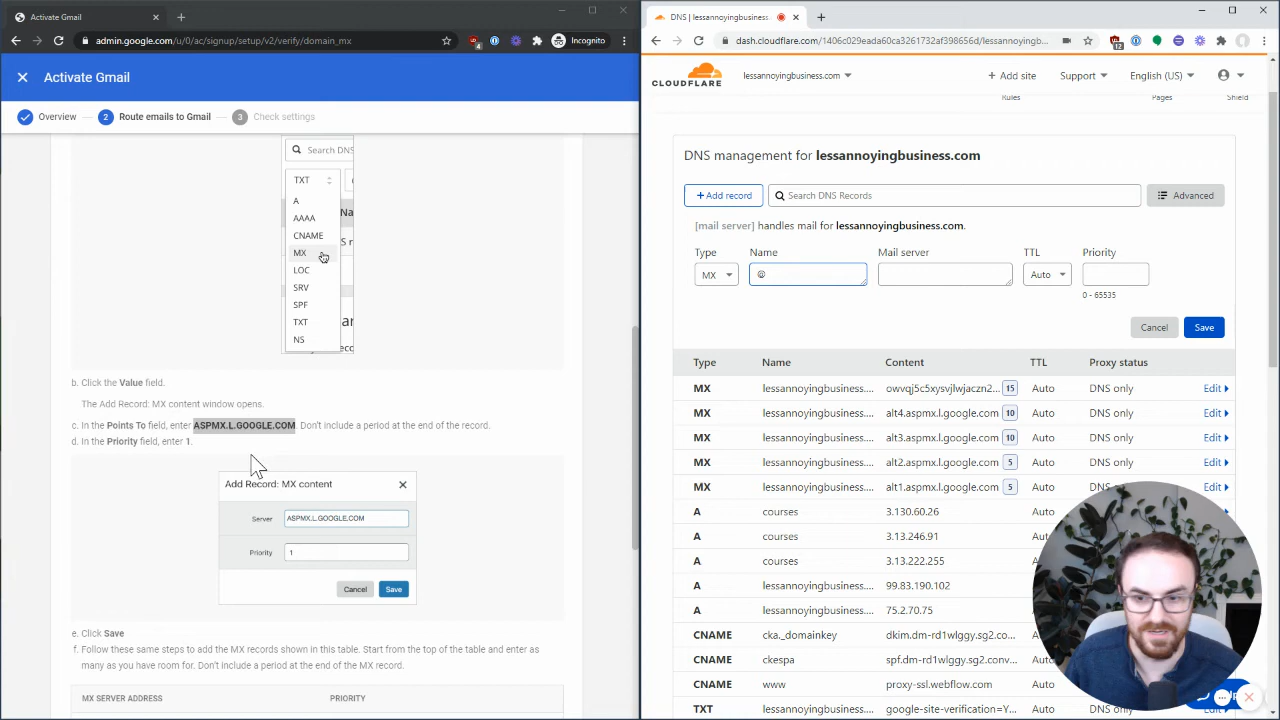 Activate Gmail
admin.google.com/u/0/ac/signup/setup/v2/verify/domain_mx
4
Incognito
Activate Gmail
Overview
2 Route emails to Gmail
3 Check settings
Search DNS
TXT
A
AAAA
CNAME
MX
LOC
SRV
SPF
TXT
NS
b. Click the Value field.
The Add Record: MX content window opens.
c. In the Points To field, enter ASPMX.L.GOOGLE.COM. Don't include a period at the end of the record.
d. In the Priority field, enter 1.
Add Record: MX content
Server ASPMX.L.GOOGLE.COM
Priority 1
Cancel Save
e. Click Save
f. Follow these same steps to add the MX records shown in this table. Start from the top of the table and enter as
many as you have room for. Don't include a period at the end of the MX record.
MX SERVER ADDRESS PRIORITY
DNS | lessannoyingbusiness.
dash.cloudflare.com/1406c029eada60ca3261732af398656d/lessannoyingb...
12
CLOUDFLARE
lessannoyingbusiness.com
Add site Support English (US)
Rules Pages Shield
DNS management for lessannoyingbusiness.com
+Add record Search DNS Records Advanced
[mail server] handles mail for lessannoyingbusiness.com.
Type Name Mail server TTL Priority
MX @ Auto
0 - 65535
Cancel Save
Type Name Content TTL Proxy status
MX lessannoyingbusiness.... owvqj5c5xysvjlwjaczn2... 15 Auto DNS only Edit
MX lessannoyingbusiness.... alt4.aspmx.l.google.com 10 Auto DNS only Edit
MX lessannoyingbusiness.... alt3.aspmx.l.google.com 10 Auto DNS only Edit
MX lessannoyingbusiness.... alt2.aspmx.l.google.com 5 Auto DNS only Edit
MX lessannoyingbusiness.... alt1.aspmx.l.google.com 5 Auto DNS only Edit
A courses 3.130.60.26 Auto
A courses 3.13.246.91 Auto
A courses 3.13.222.255 Auto
A lessannoyingbusiness.... 99.83.190.102 Auto
A lessannoyingbusiness.... 75.2.70.75 Auto
CNAME cka._domainkey dkim.dm-rd1wlggy.sg2.co... Auto
CNAME ckespa spf.dm-rd1wlggy.sg2.conv... Auto
CNAME www proxy-ssl.webflow.com Auto
TXT lessannoyingbusiness.... google-site-verification=Y... Auto